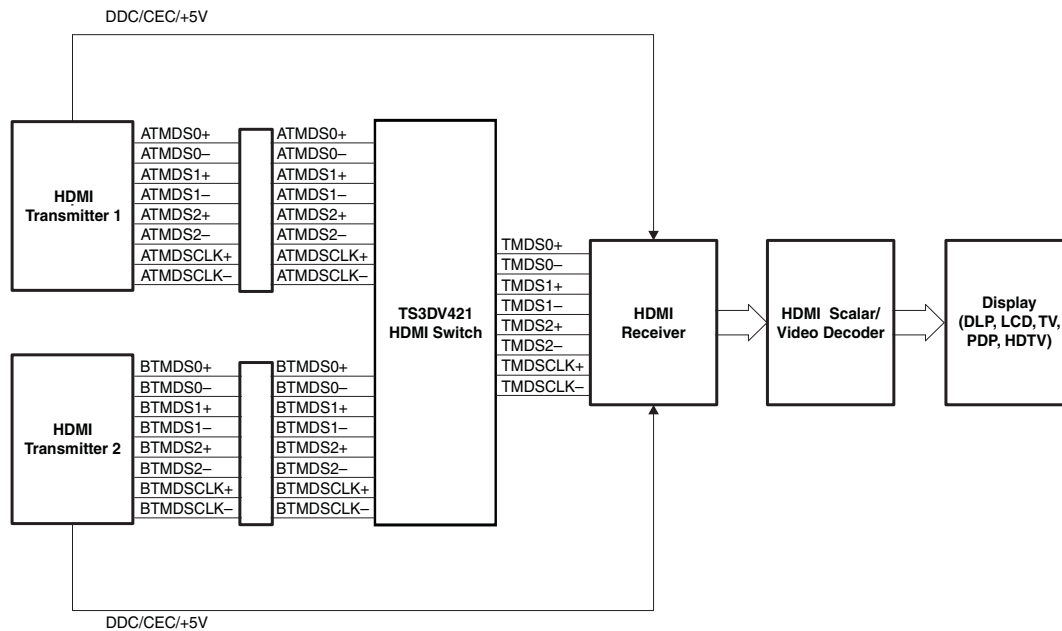 DDC/CEC/+5V
HDMI
Transmitter 1
ATMDS0+
ATMDS0–
ATMDS1+
ATMDS1–
ATMDS2+
ATMDS2–
ATMDSCLK+
ATMDSCLK–
ATMDS0+
ATMDS0–
ATMDS1+
ATMDS1–
ATMDS2+
ATMDS2–
ATMDSCLK+
ATMDSCLK–
HDMI
Transmitter 2
BTMDS0+
BTMDS0–
BTMDS1+
BTMDS1–
BTMDS2+
BTMDS2–
BTMDSCLK+
BTMDSCLK–
BTMDS0+
BTMDS0–
BTMDS1+
BTMDS1–
BTMDS2+
BTMDS2–
BTMDSCLK+
BTMDSCLK–
TS3DV421
HDMI Switch
TMDS0+
TMDS0–
TMDS1+
TMDS1–
TMDS2+
TMDS2–
TMDSCLK+
TMDSCLK–
HDMI
Receiver
HDMI Scalar/
Video Decoder
Display
(DLP, LCD, TV,
PDP, HDTV)
DDC/CEC/+5V